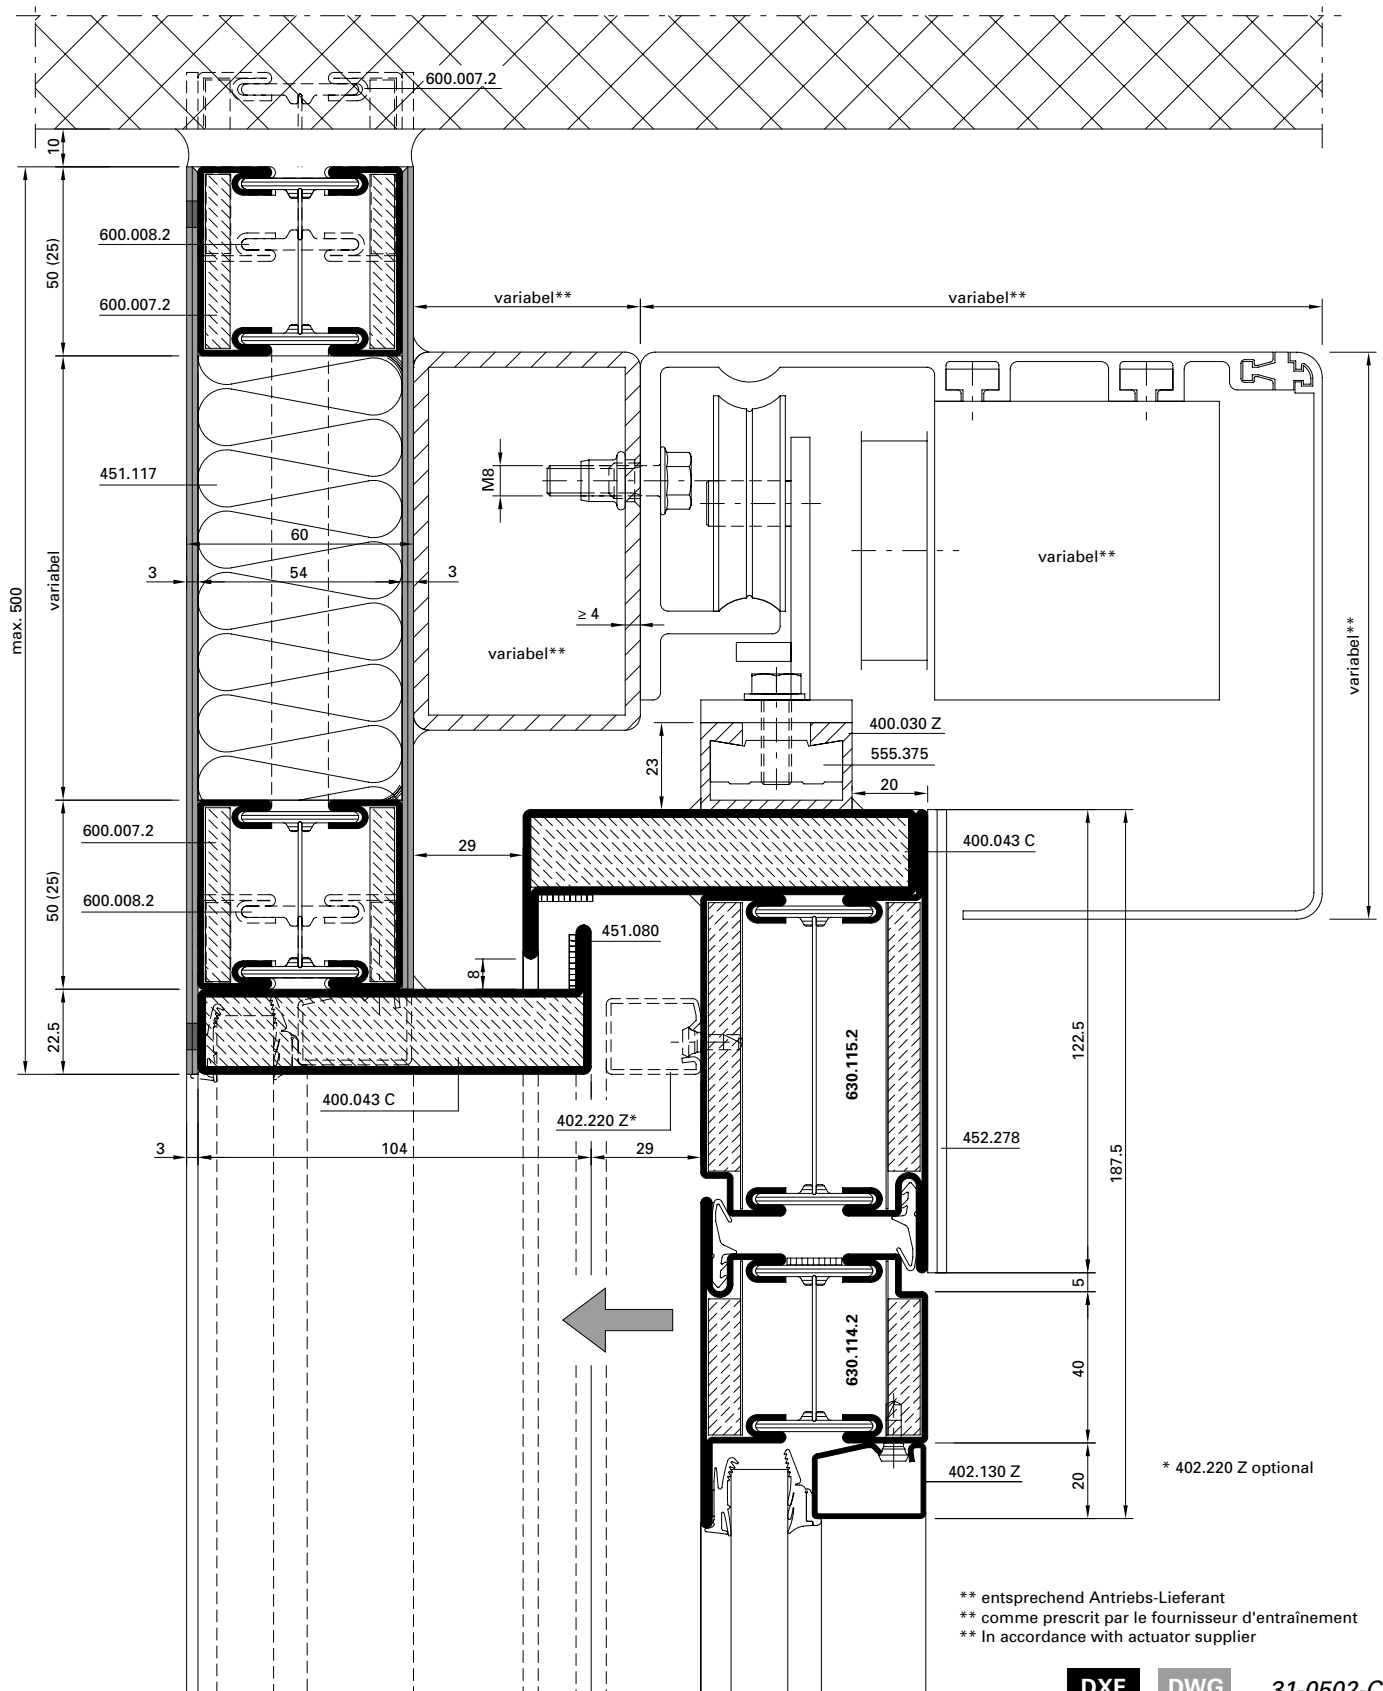 600.007.2
10
600.008.2
50 (25)
600.007.2
variabel**
variabel**
451.117
M8
60
variabel**
3
54
3
variabel
max. 500
≥ 4
variabel**
variabel**
400.030 Z
555.375
23
20
600.007.2
400.043 C
29
50 (25)
600.008.2
451.080
8
22.5
630.115.2
122.5
400.043 C
402.220 Z*
452.278
3
104
29
187.5
5
630.114.2
40
402.130 Z
20
* 402.220 Z optional
** entsprechend Antriebs-Lieferant
** comme prescrit par le fournisseur d'entraînement
** In accordance with actuator supplier
DXF
DWG
31-0502-C